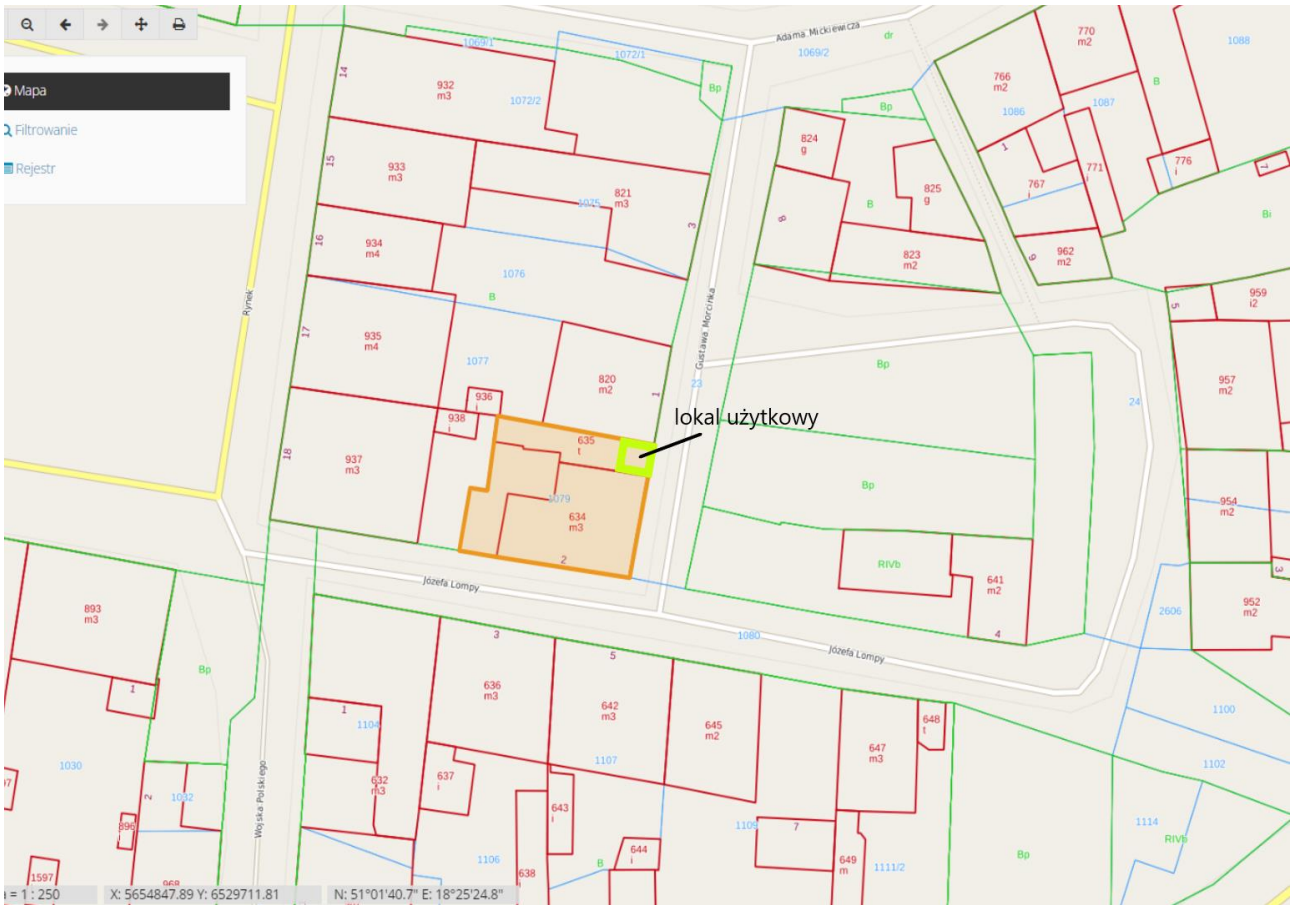 Adama Mickiewicza
dr
770
m2
1088
1069/1
1072/1
1069/2
14
932
m3
1072/2
Bp
Bp
766
m2
1086
1087
B
Mapa
Filtrowanie
Rejestr
824
g
1
776
i
7
15
933
m3
821
m3
1075
825
g
767
i
771
i
8
B
3
Bi
16
934
m4
1076
823
m2
962
m2
9
B
959
i2
5
Rynek
17
935
m4
Gustawa Morcinka
1077
Bp
957
m2
820
m2
1
23
24
936
i
938
i
lokal użytkowy
635
t
18
937
m3
1079
634
m3
Bp
954
m2
2
RIVb
641
m2
3
Józefa Lompy
893
m3
952
m2
2606
3
1080
4
Józefa Lompy
5
Bp
1
636
m3
642
m3
1
1104
645
m2
648
t
1100
647
m3
1030
1107
1102
632
m3
637
i
2
1032
Wojska Polskiego
643
i
896
1109
7
1114
RIVb
644
i
649
m
1106
B
1111/2
Bp
1597
968
638
i
= 1 : 250
X: 5654847.89 Y: 6529711.81
N: 51°01'40.7" E: 18°25'24.8"